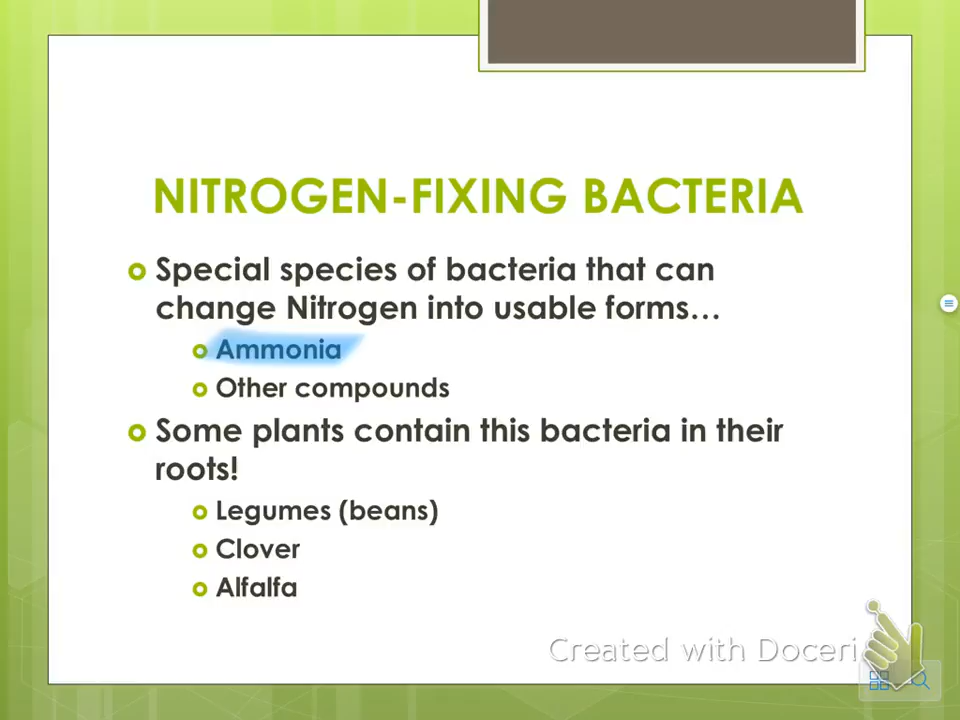 NITROGEN-FIXING BACTERIA
Special species of bacteria that can
change Nitrogen into usable forms…
Ammonia
Other compounds
Some plants contain this bacteria in their
roots!
Legumes (beans)
Clover
Alfalfa
Created with Doceri